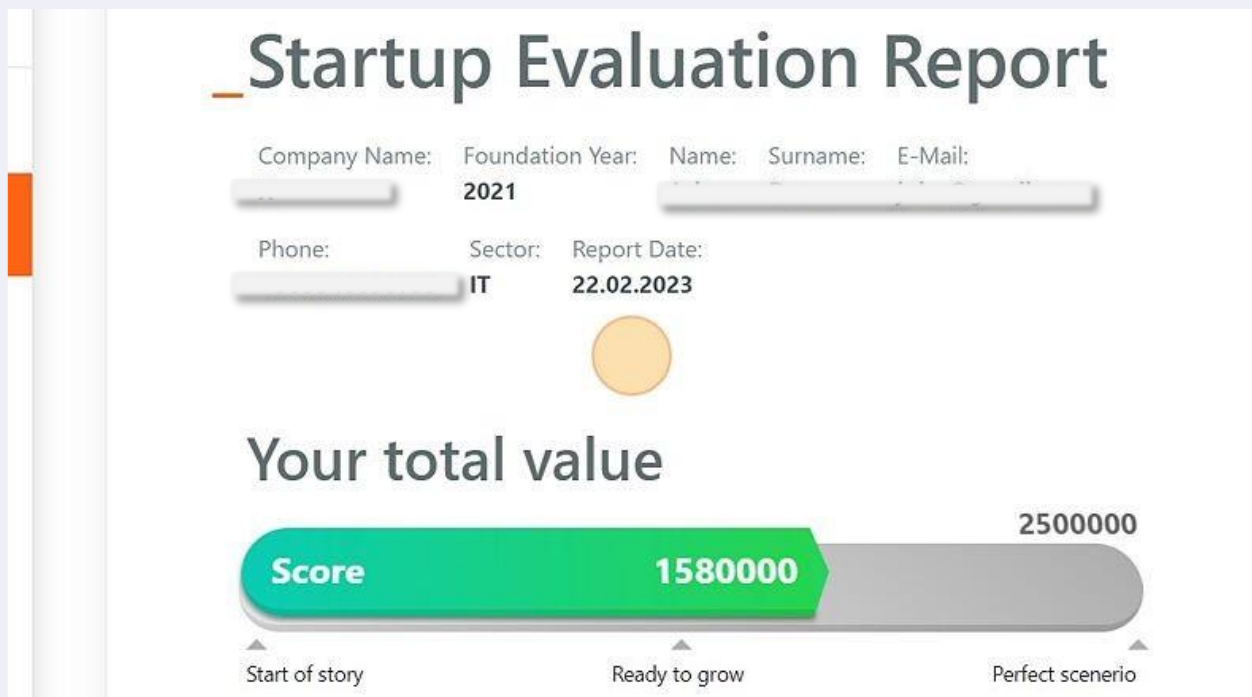 _Startup Evaluation Report
Company Name: Foundation Year: Name: Surname: E-Mail:
2021
Phone: Sector: Report Date:
IT 22.02.2023
Your total value
2500000
Score 1580000
Start of story Ready to grow Perfect scenerio